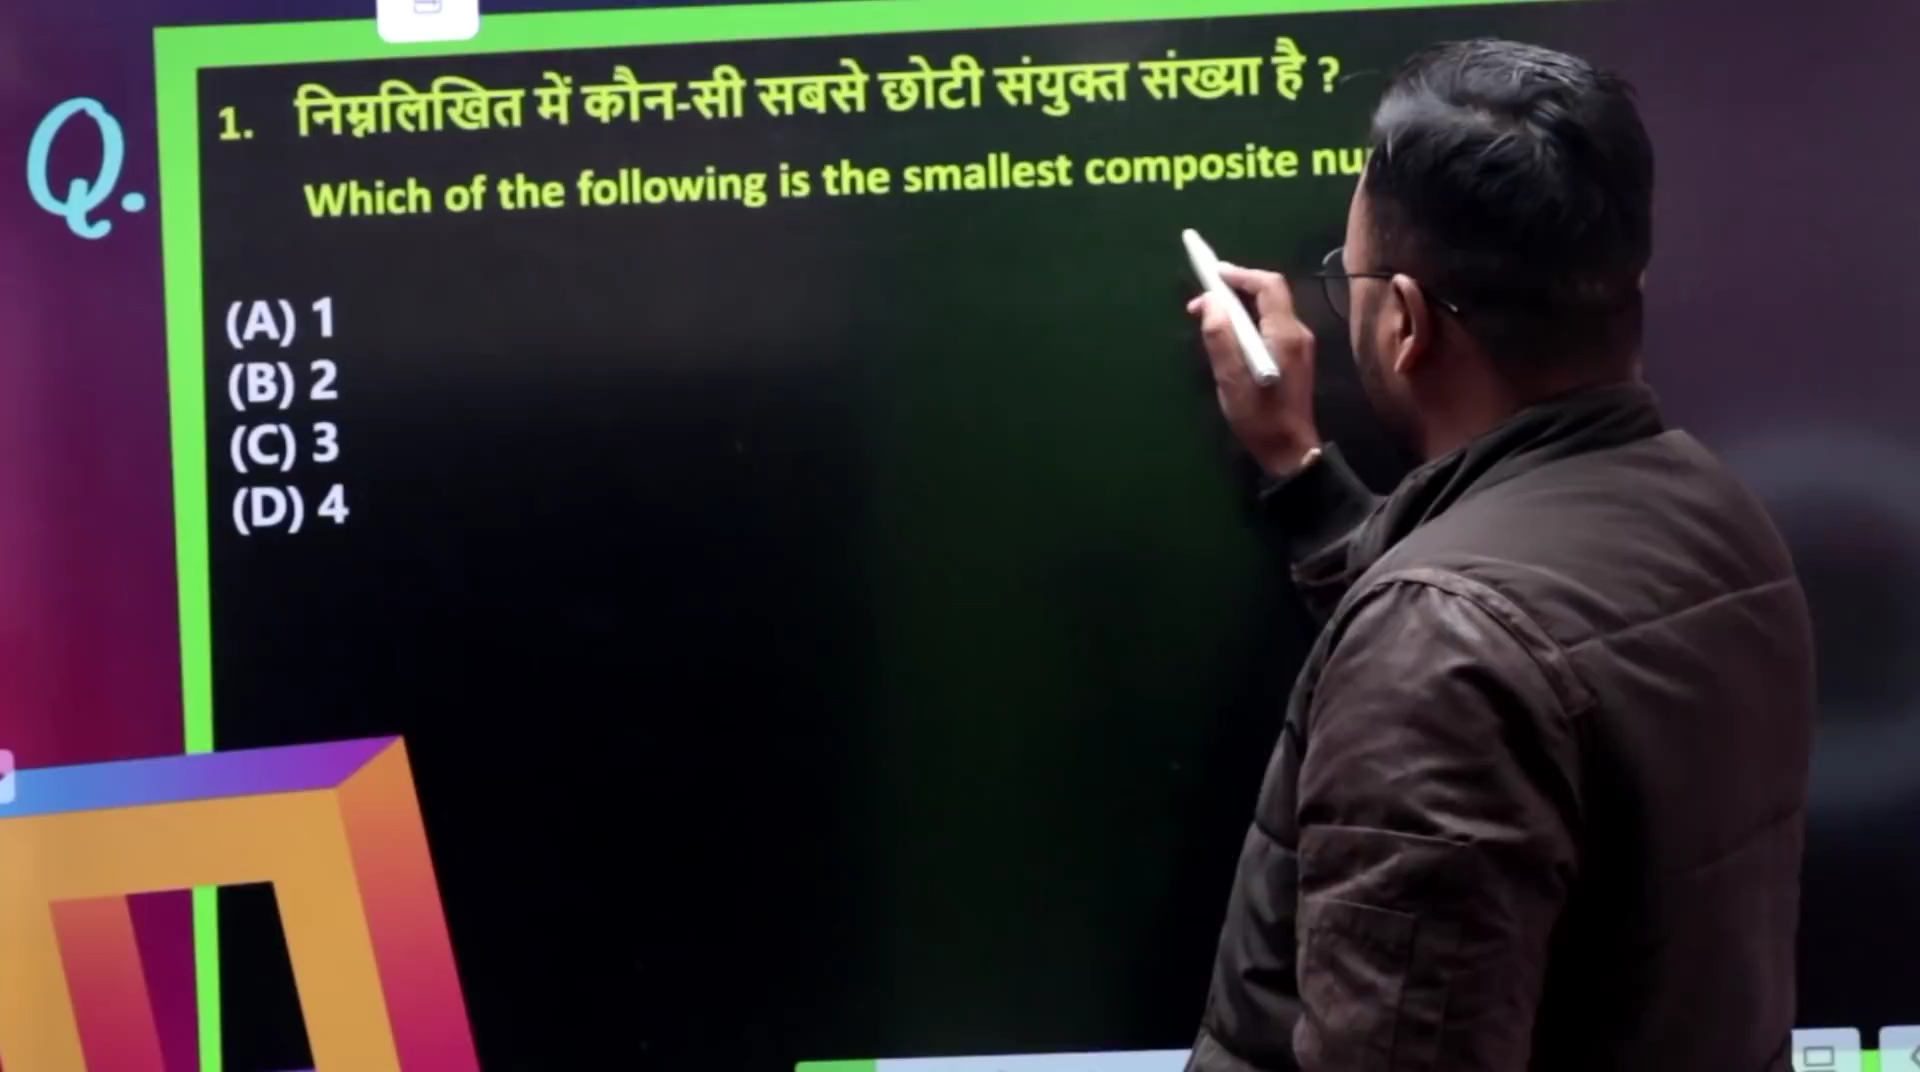 Q.
1. निम्नलिखित में कौन-सी सबसे छोटी संयुक्त संख्या है ?
Which of the following is the smallest composite
(A) 1
(B) 2
(C) 3
(D) 4